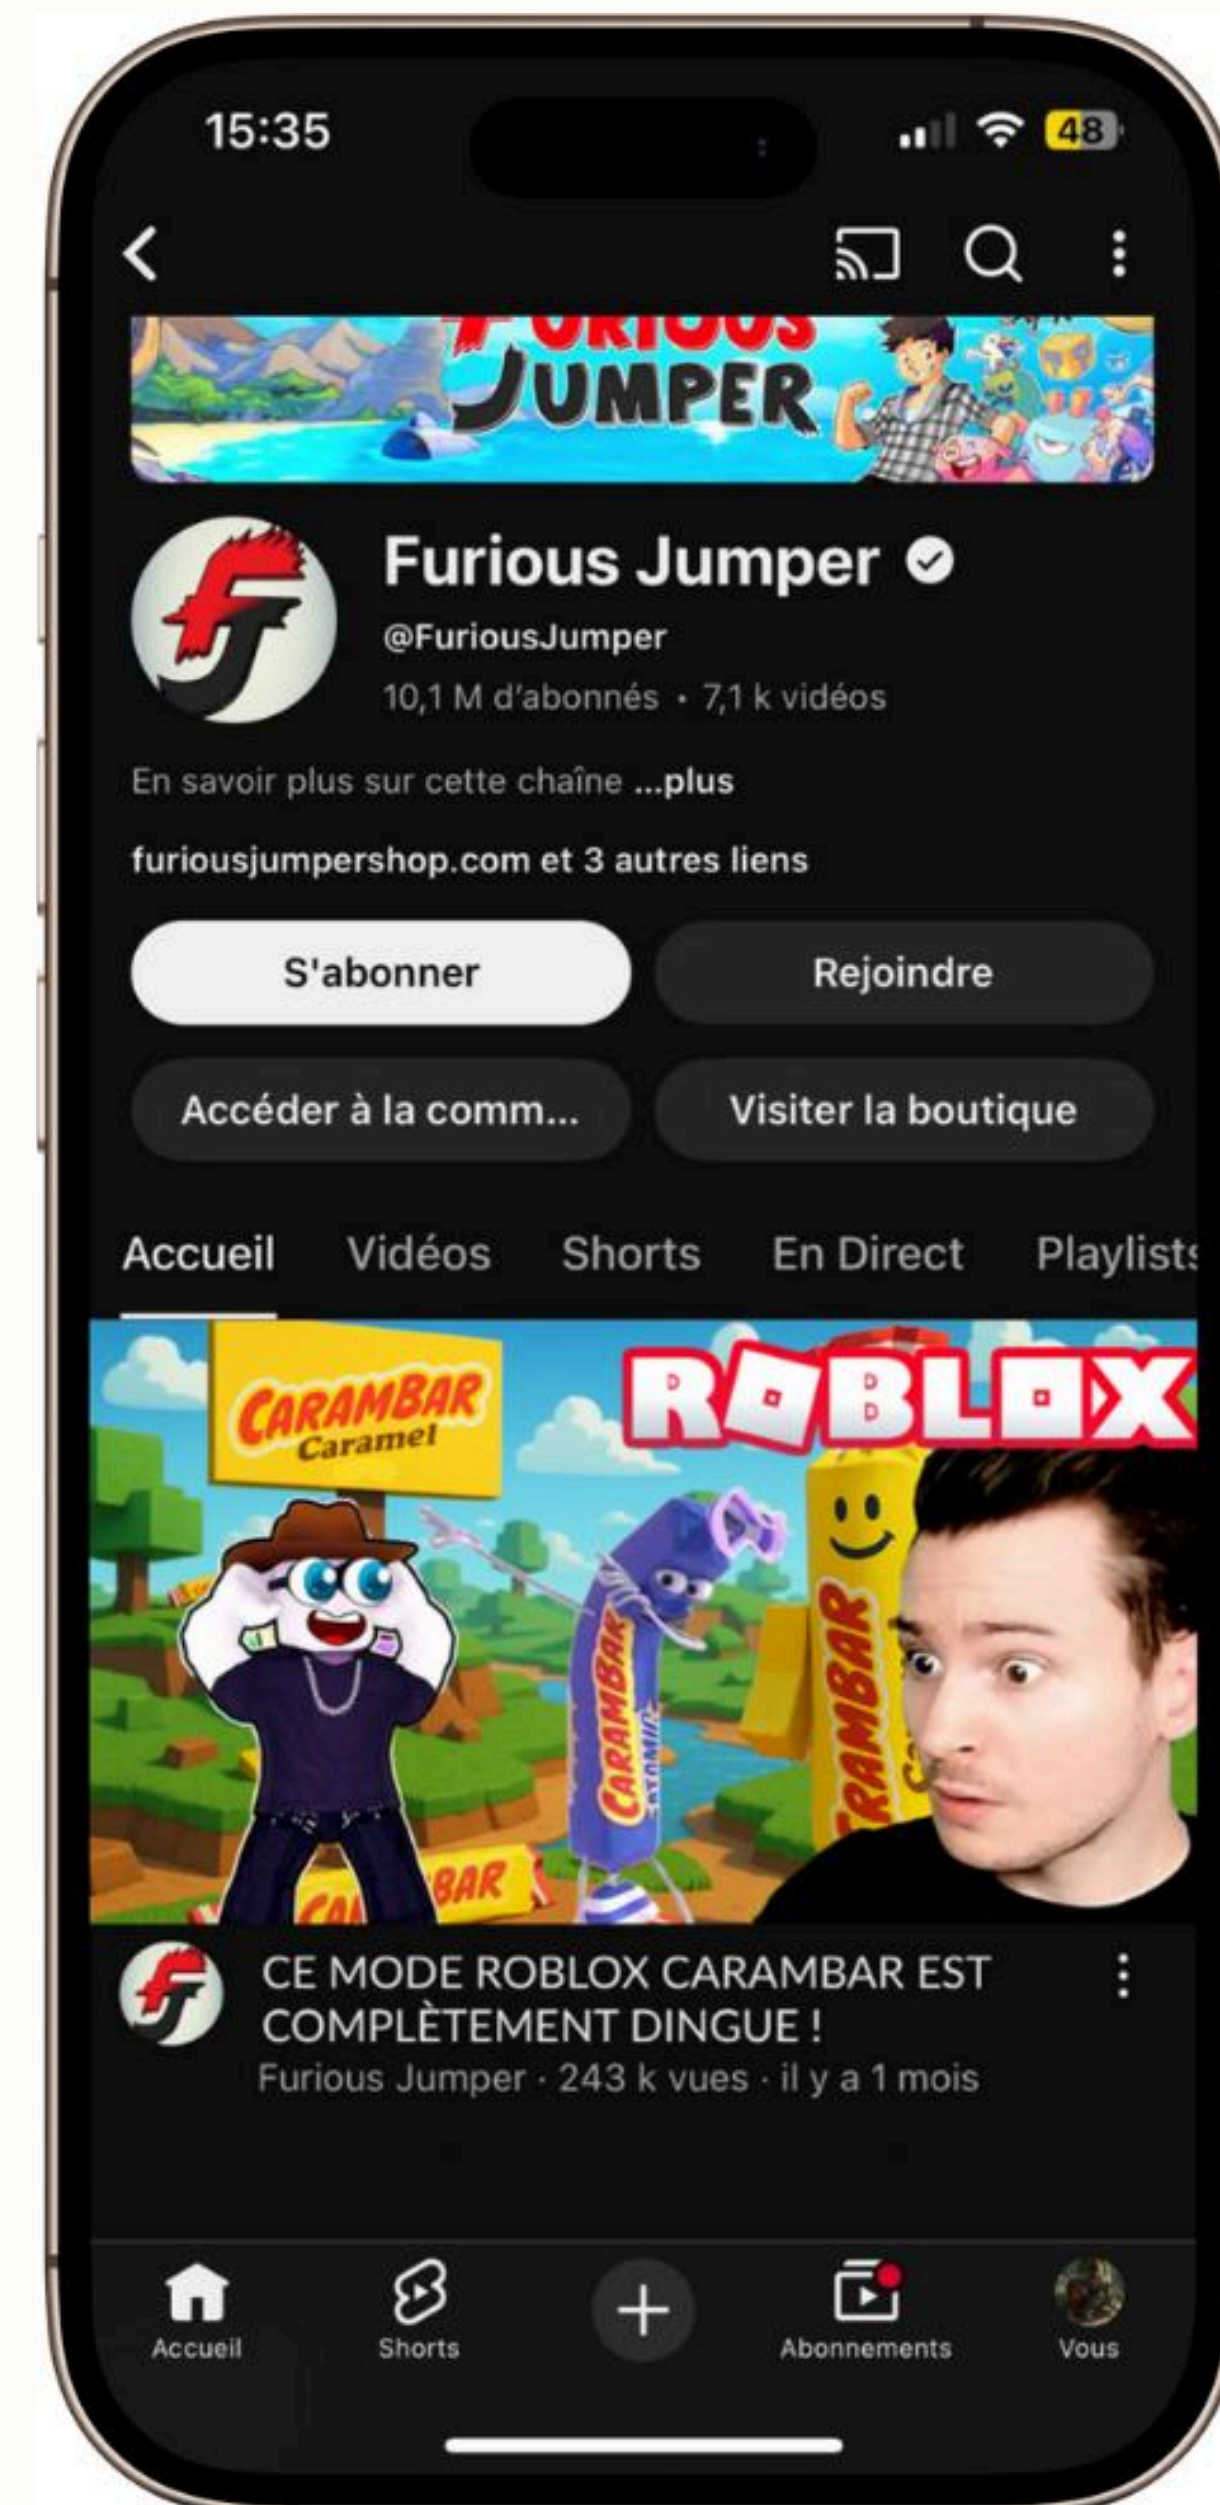 15:35
48
FURIOUS
JUMPER
Furious Jumper
@FuriousJumper
10,1 M d'abonnés • 7,1 k vidéos
En savoir plus sur cette chaîne ...plus
furiousjumpershop.com et 3 autres liens
S'abonner
Rejoindre
Accéder à la comm...
Visiter la boutique
Accueil
Vidéos
Shorts
En Direct
Playlists
CARAMBAR
Caramel
ROBLOX
CARAMBAR
CARAMBAR
BAR
CE MODE ROBLOX CARAMBAR EST
COMPLÈTEMENT DINGUE !
Furious Jumper · 243 k vues · il y a 1 mois
Accueil
Shorts
Abonnements
Vous